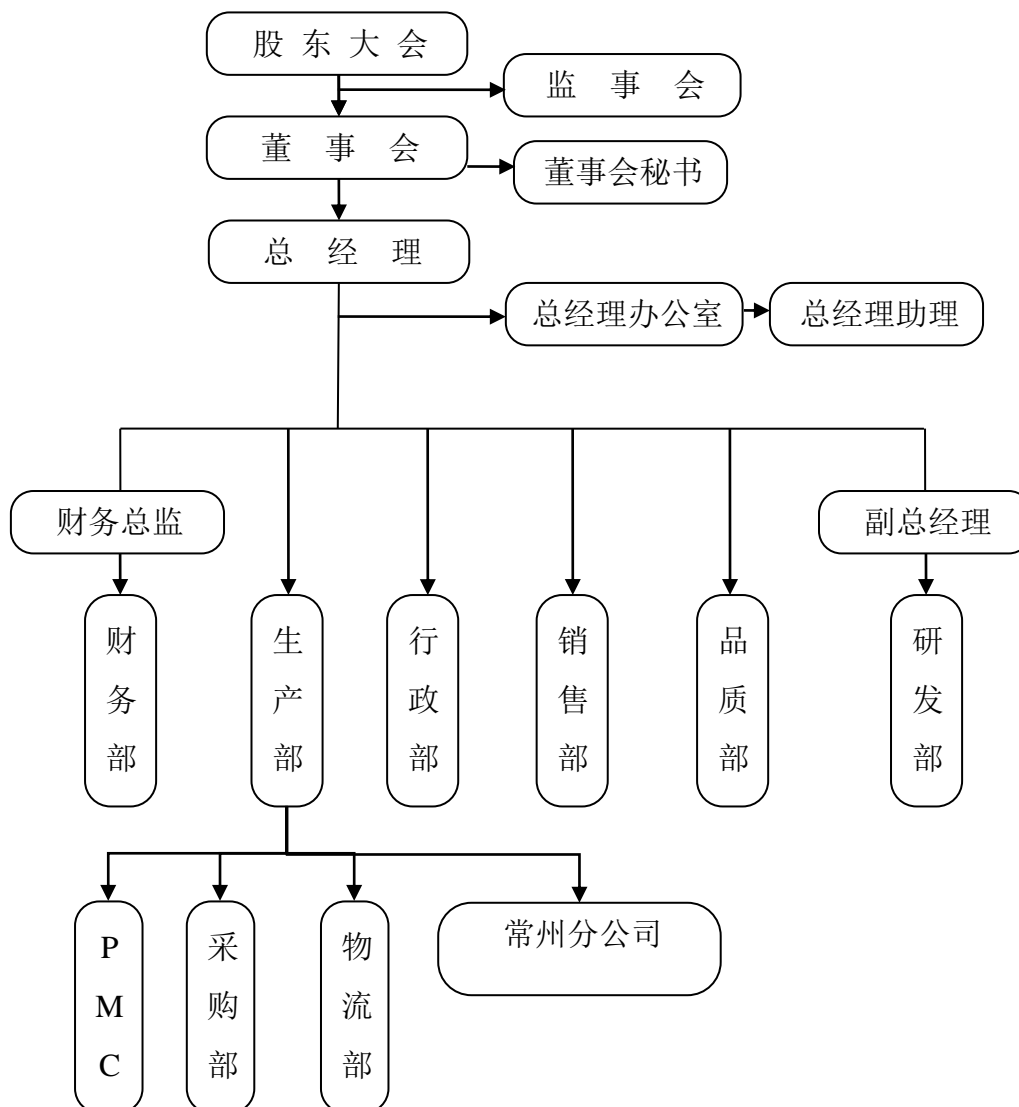 股东大会
监事会
董事会
董事会秘书
总经理
总经理办公室
总经理助理
财务总监
副总经理
财务部
生产部
行政部
销售部
品质部
研发部
PMC
采购部
物流部
常州分公司